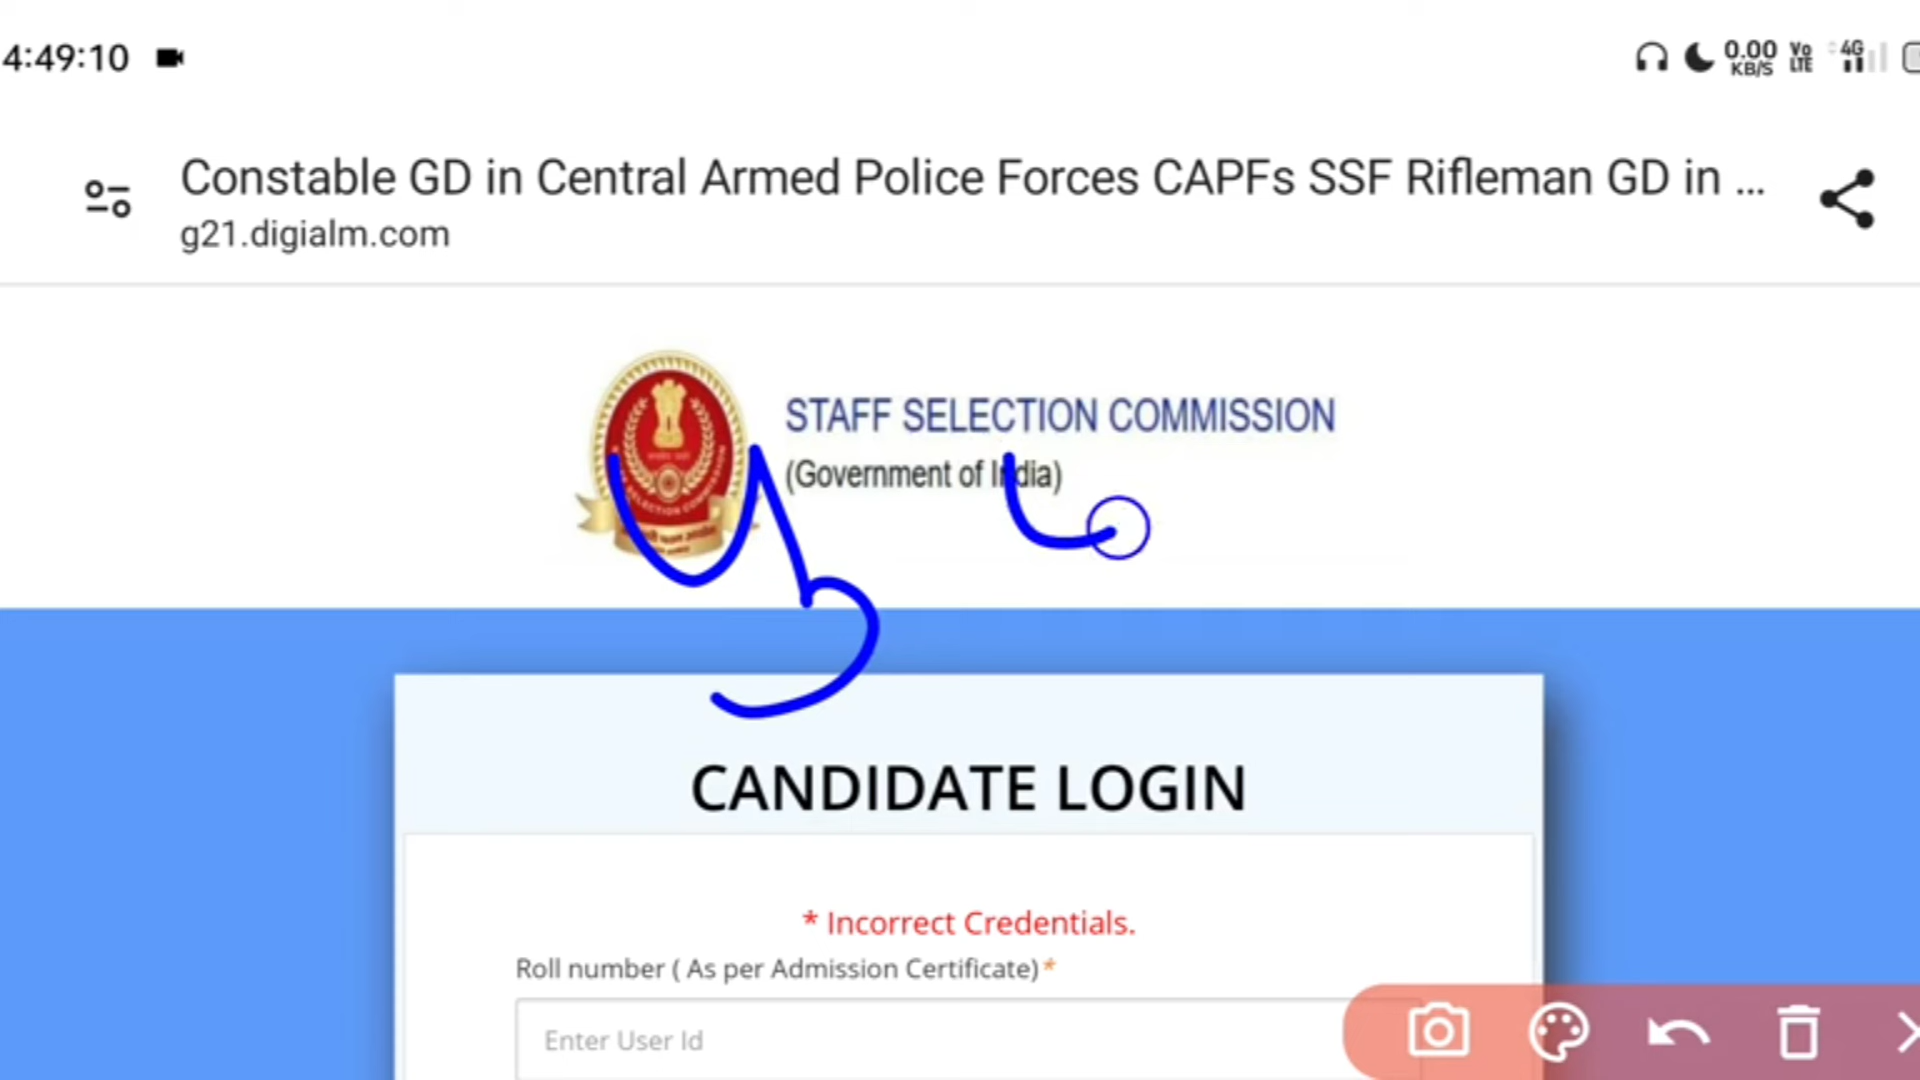 4:49:10
0.00 KB/S Vo LTE 4G
Constable GD in Central Armed Police Forces CAPFs SSF Rifleman GD in ...
g21.digialm.com
STAFF SELECTION COMMISSION
(Government of India)
CANDIDATE LOGIN
* Incorrect Credentials.
Roll number ( As per Admission Certificate)*
Enter User Id